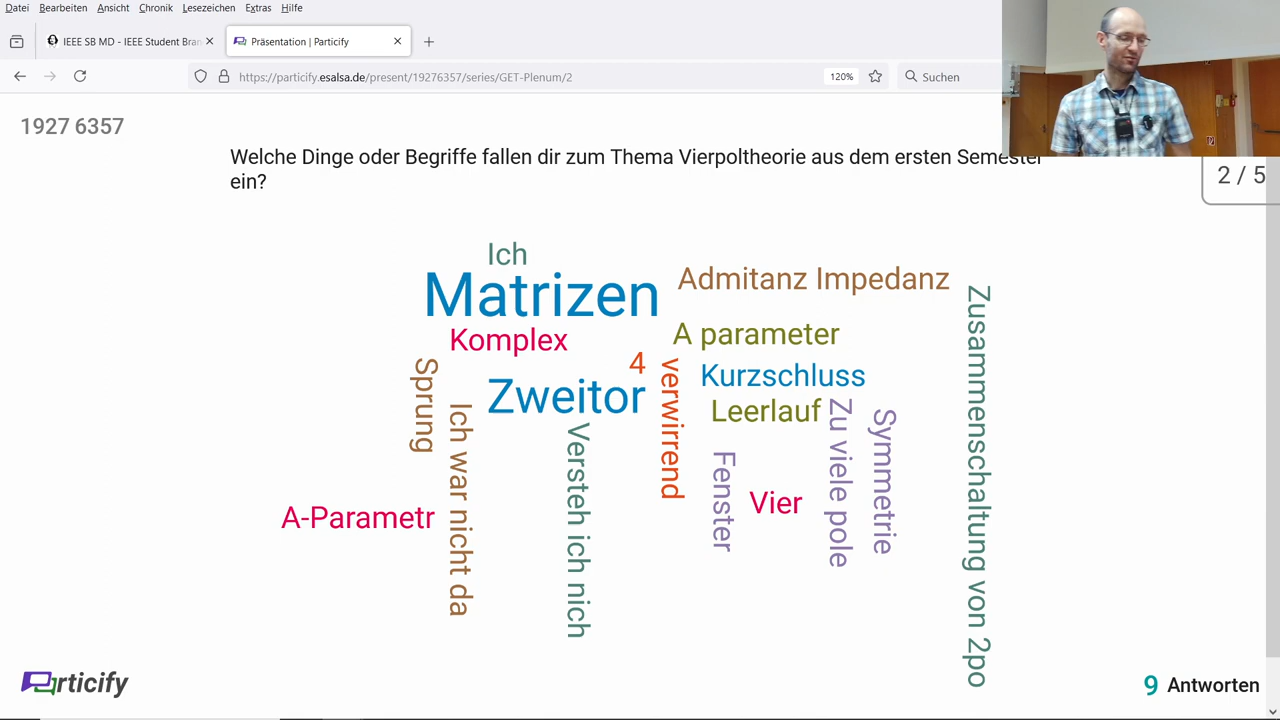 Datei Bearbeiten Ansicht Chronik Lesezeichen Extras Hilfe
IEEE SB MD - IEEE Student Bran
Präsentation | Particify
https://particify.esalsa.de/present/19276357/series/GET-Plenum/2
120%
Suchen
1927 6357
Welche Dinge oder Begriffe fallen dir zum Thema Vierpoltheorie aus dem ersten Semester
ein?
2 / 5
Ich
Matrizen
Admitanz Impedanz
Komplex
A parameter
4
Kurzschluss
Zweitor
Leerlauf
Sprung
Ich war nicht da
Versteh ich nich
verwirrend
Fenster
Vier
Zu viele pole
Symmetrie
Zusammenschaltung von 2po
A-Parametr
Particify
9 Antworten